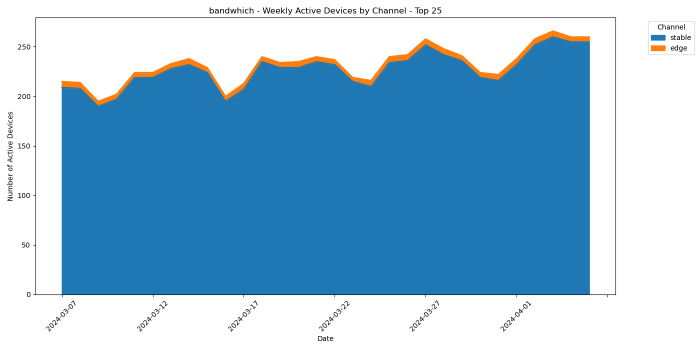 bandwhich - Weekly Active Devices by Channel - Top 25
Channel
stable
edge
Number of Active Devices
250
200
150
100
50
0
2024-03-07
2024-03-12
2024-03-17
2024-03-22
2024-03-27
2024-04-01
Date